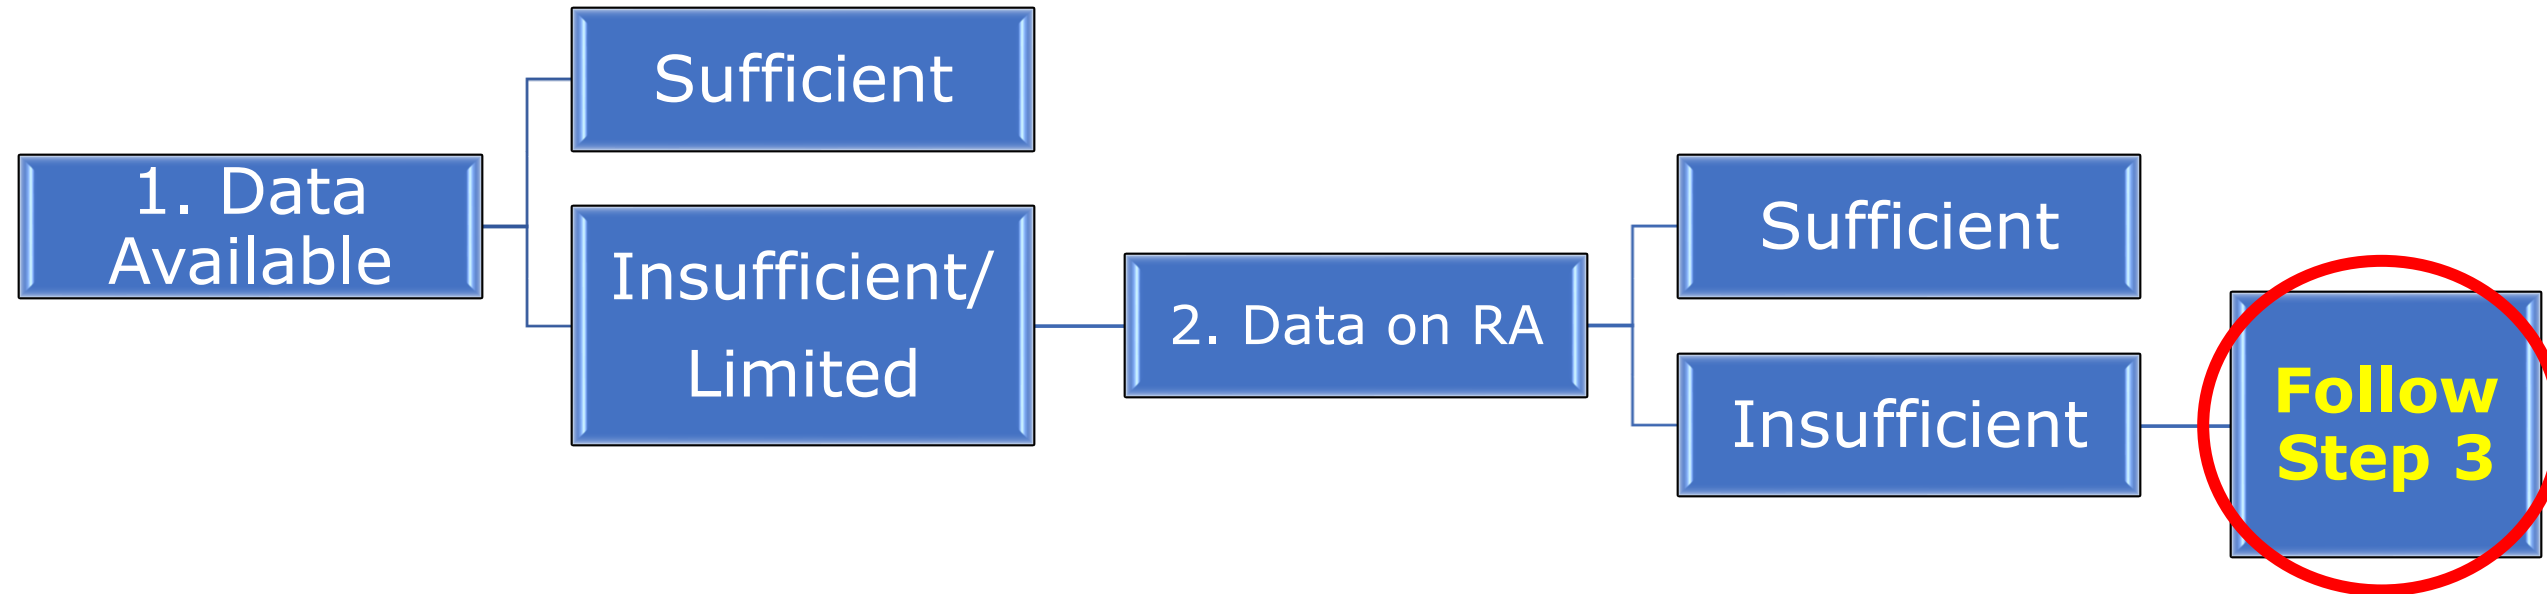 1. Data
Available
Sufficient
Insufficient/
Limited
2. Data on RA
Sufficient
Insufficient
Follow
Step 3